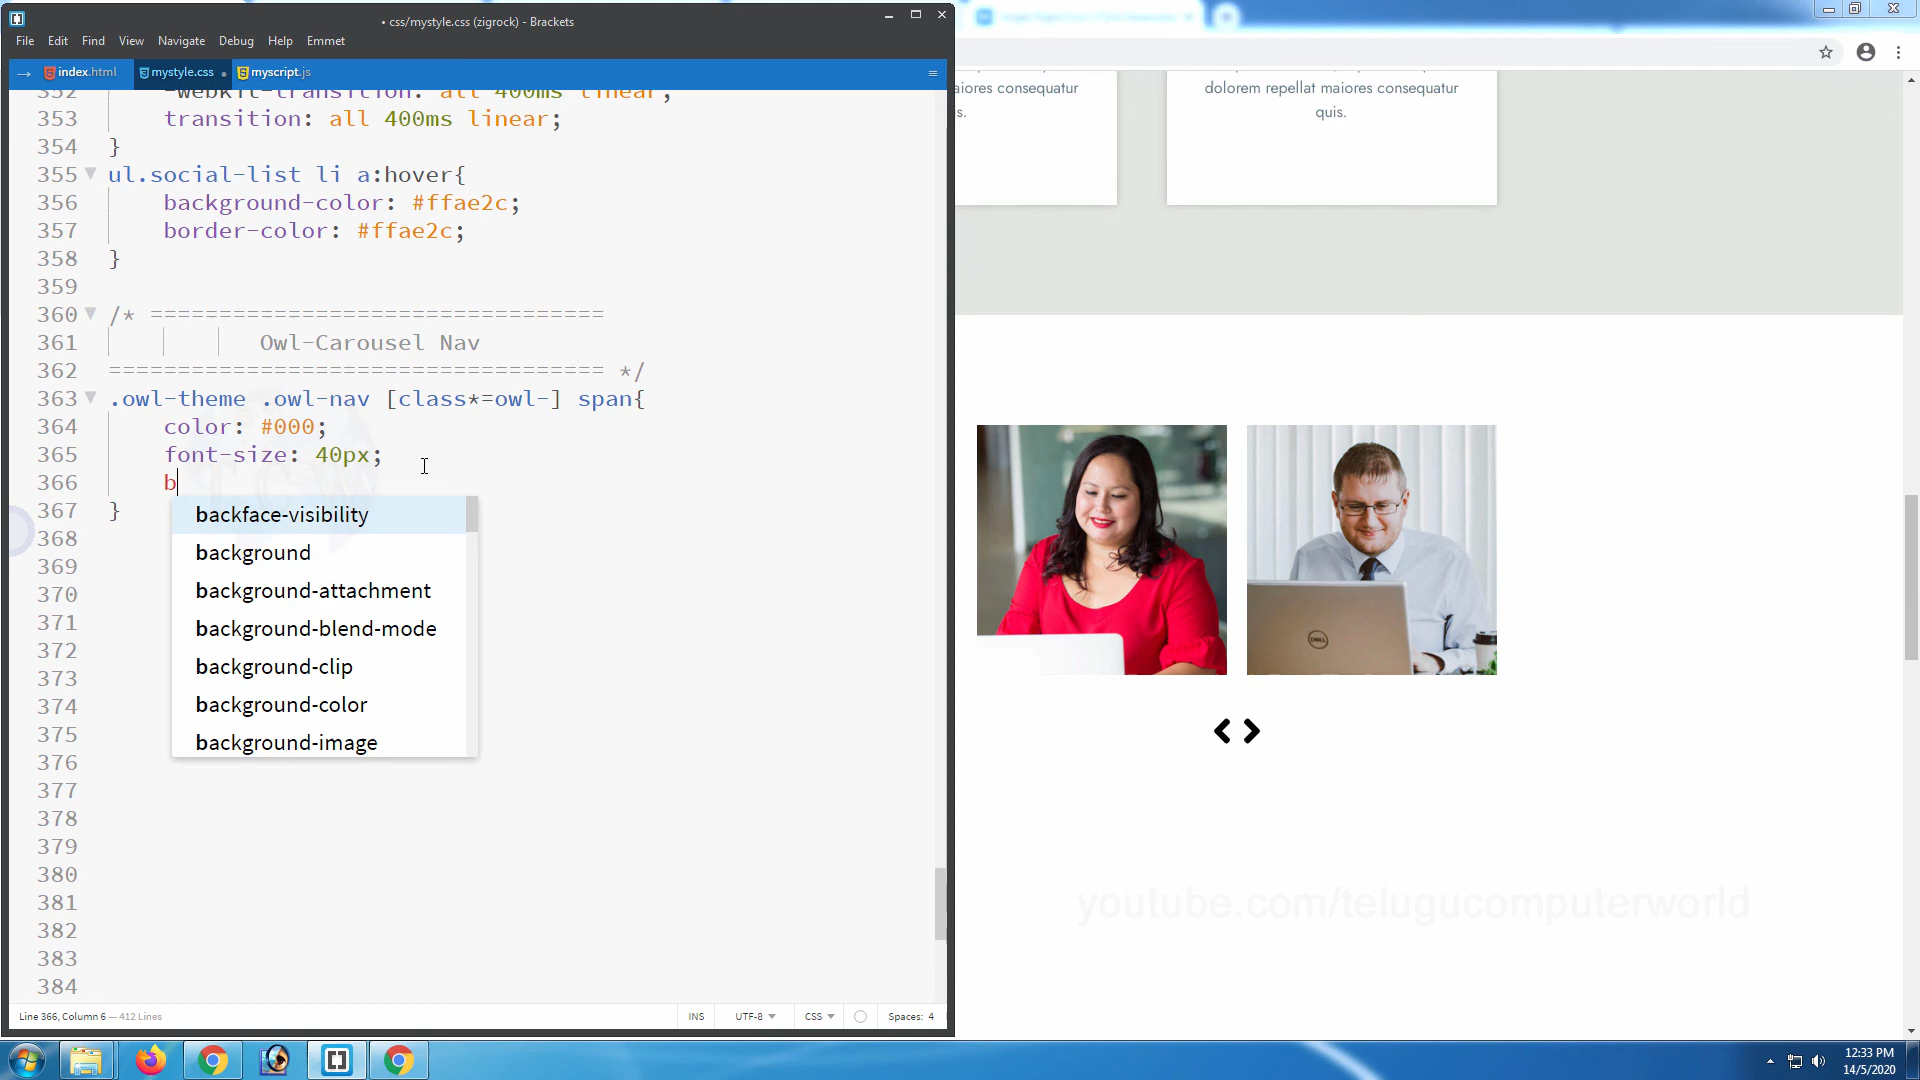 css/mystyle.css (zigrock) - Brackets
File Edit Find View Navigate Debug Help Emmet
index.html mystyle.css myscript.js
352 -webkit-transition: all 400ms linear;
353 transition: all 400ms linear;
354 }
355 ul.social-list li a:hover{
356 background-color: #ffae2c;
357 border-color: #ffae2c;
358 }
359
360 /* =================================
361 Owl-Carousel Nav
362 ==================================== */
363 .owl-theme .owl-nav [class*=owl-] span{
364 color: #000;
365 font-size: 40px;
366 b
367 }
backface-visibility
background
background-attachment
background-blend-mode
background-clip
background-color
background-image
368
369
370
371
372
373
374
375
376
377
378
379
380
381
382
383
384
Line 366, Column 6 — 412 Lines
INS UTF-8 CSS Spaces: 4
aiores consequatur
s.
dolorem repellat maiores consequatur
quis.
DELL
youtube.com/telugucomputerworld
12:33 PM
14/5/2020